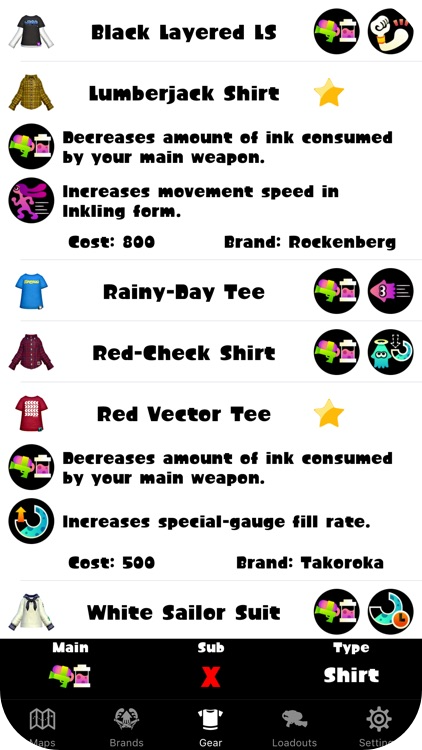 Black Layered LS
Lumberjack Shirt
Decreases amount of ink consumed
by your main weapon.
Increases movement speed in
Inkling form.
Cost: 800 Brand: Rockenberg
Rainy-Day Tee
Red-Check Shirt
Red Vector Tee
Decreases amount of ink consumed
by your main weapon.
Increases special-gauge fill rate.
Cost: 500 Brand: Takoroka
White Sailor Suit
Main Sub Type
X Shirt
Maps Brands Gear Loadouts Settin